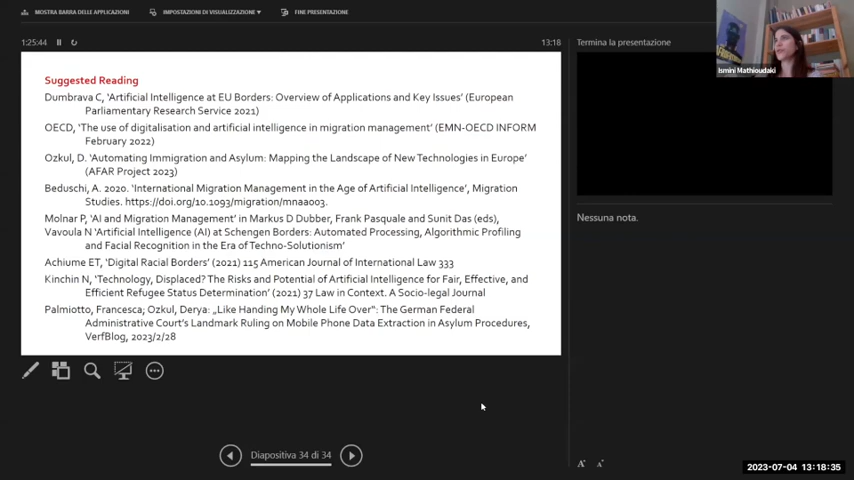 MOSTRA BARRA DELLE APPLICAZIONI
IMPOSTAZIONI DI VISUALIZZAZIONE ▼
FINE PRESENTAZIONE
1:25:44
13:18
Termina la presentazione
Ismini Mathioudaki
Suggested Reading
Dumbrava C, 'Artificial Intelligence at EU Borders: Overview of Applications and Key Issues' (European
Parliamentary Research Service 2021)
OECD, 'The use of digitalisation and artificial intelligence in migration management' (EMN-OECD INFORM
February 2022)
Ozkul, D. 'Automating Immigration and Asylum: Mapping the Landscape of New Technologies in Europe'
(AFAR Project 2023)
Beduschi, A. 2020. 'International Migration Management in the Age of Artificial Intelligence', Migration
Studies. https://doi.org/10.1093/migration/mnaa003.
Molnar P, 'AI and Migration Management' in Markus D Dubber, Frank Pasquale and Sunit Das (eds),
Vavoula N 'Artificial Intelligence (AI) at Schengen Borders: Automated Processing, Algorithmic Profiling
and Facial Recognition in the Era of Techno-Solutionism'
Achiume ET, 'Digital Racial Borders' (2021) 115 American Journal of International Law 333
Kinchin N, 'Technology, Displaced? The Risks and Potential of Artificial Intelligence for Fair, Effective, and
Efficient Refugee Status Determination' (2021) 37 Law in Context. A Socio-legal Journal
Palmiotto, Francesca; Ozkul, Derya: „Like Handing My Whole Life Over“: The German Federal
Administrative Court's Landmark Ruling on Mobile Phone Data Extraction in Asylum Procedures,
VerfBlog, 2023/2/28
Nessuna nota.
Diapositiva 34 di 34
A A
2023-07-04 13:18:35